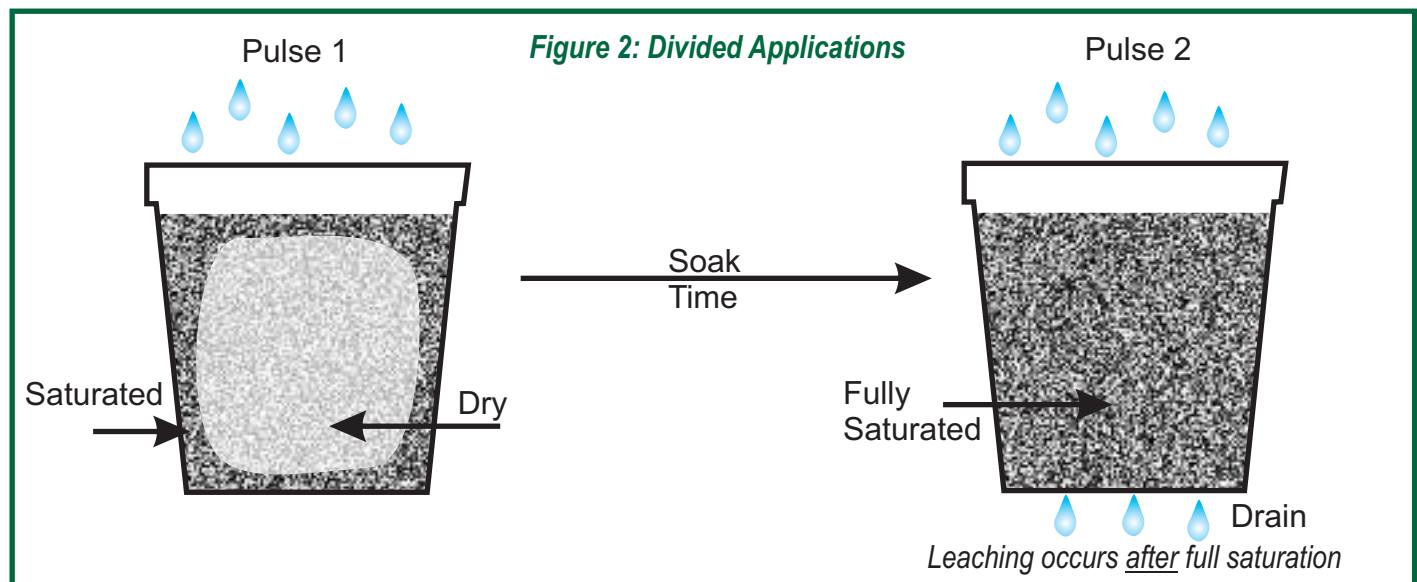 Figure 2: Divided Applications
Pulse 1
Pulse 2
Soak
Time
Saturated
Dry
Fully
Saturated
Drain
Leaching occurs after full saturation